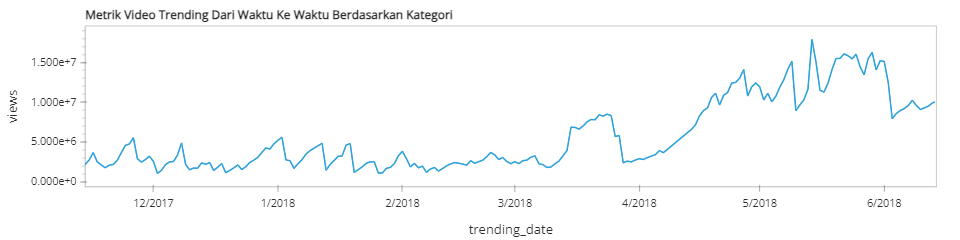 Metrik Video Trending Dari Waktu Ke Waktu Berdasarkan Kategori
views
1.500e+7
1.000e+7
5.000e+6
0.000e+0
12/2017 1/2018 2/2018 3/2018 4/2018 5/2018 6/2018
trending_date